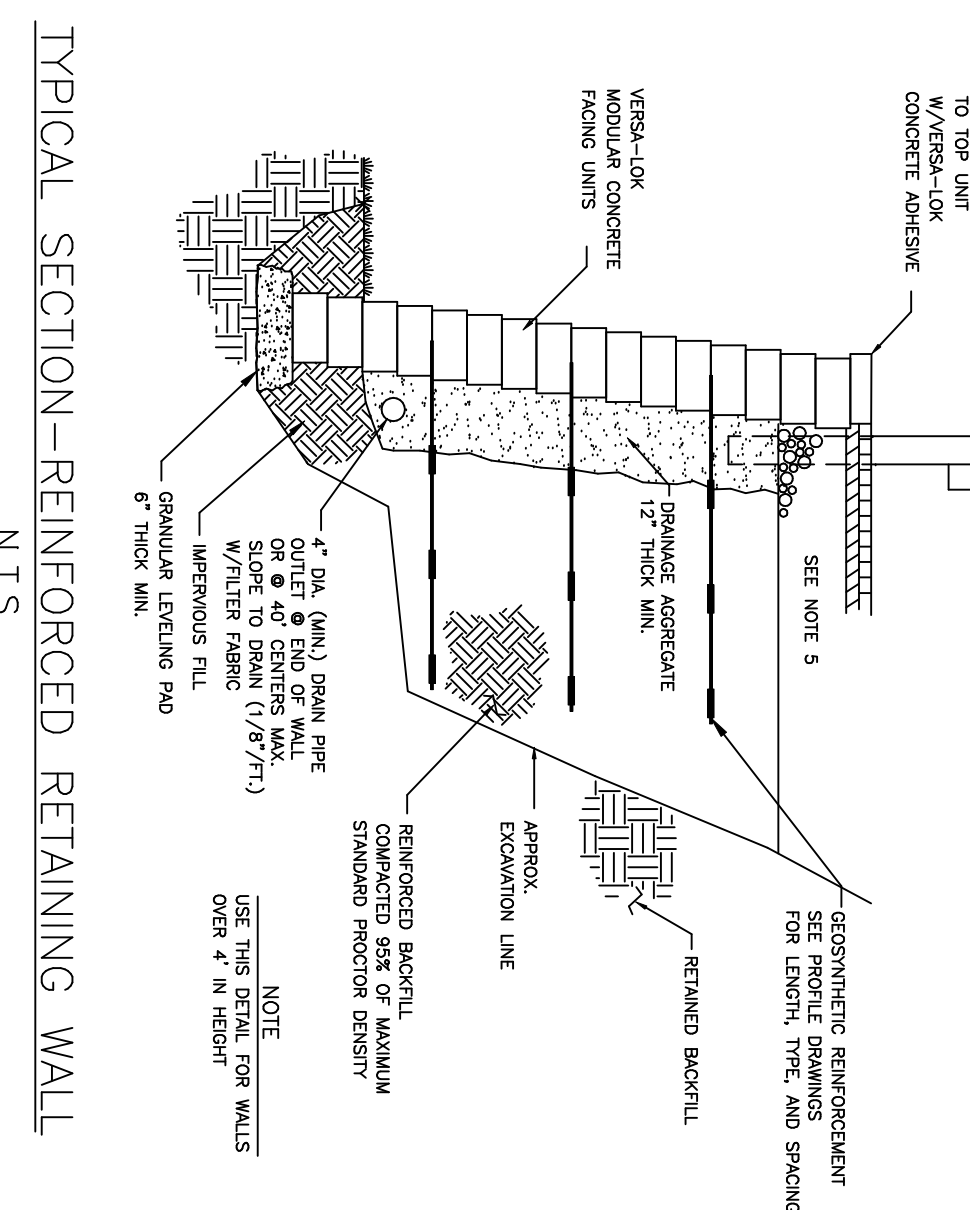 TO TOP UNIT
W/VERSA-LOK
CONCRETE ADHESIVE
VERSA-LOK
MODULAR CONCRETE
FACING UNITS
SEE NOTE 5
DRAINAGE AGGREGATE
12" THICK MIN.
GEOSYNTHETIC REINFORCEMENT
SEE PROFILE DRAWINGS
FOR LENGTH, TYPE, AND SPACING
RETAINED BACKFILL
APPROX.
EXCAVATION LINE
REINFORCED BACKFILL
COMPACTED 95% OF MAXIMUM
STANDARD PROCTOR DENSITY
4" DIA. (MIN.) DRAIN PIPE
OUTLET @ END OF WALL
OR @ 40' CENTERS MAX.
SLOPE TO DRAIN (1/8"/FT.)
W/FILTER FABRIC
IMPERVIOUS FILL
GRANULAR LEVELING PAD
6" THICK MIN.
NOTE
USE THIS DETAIL FOR WALLS
OVER 4' IN HEIGHT
TYPICAL SECTION-REINFORCED RETAINING WALL
N.T.S.